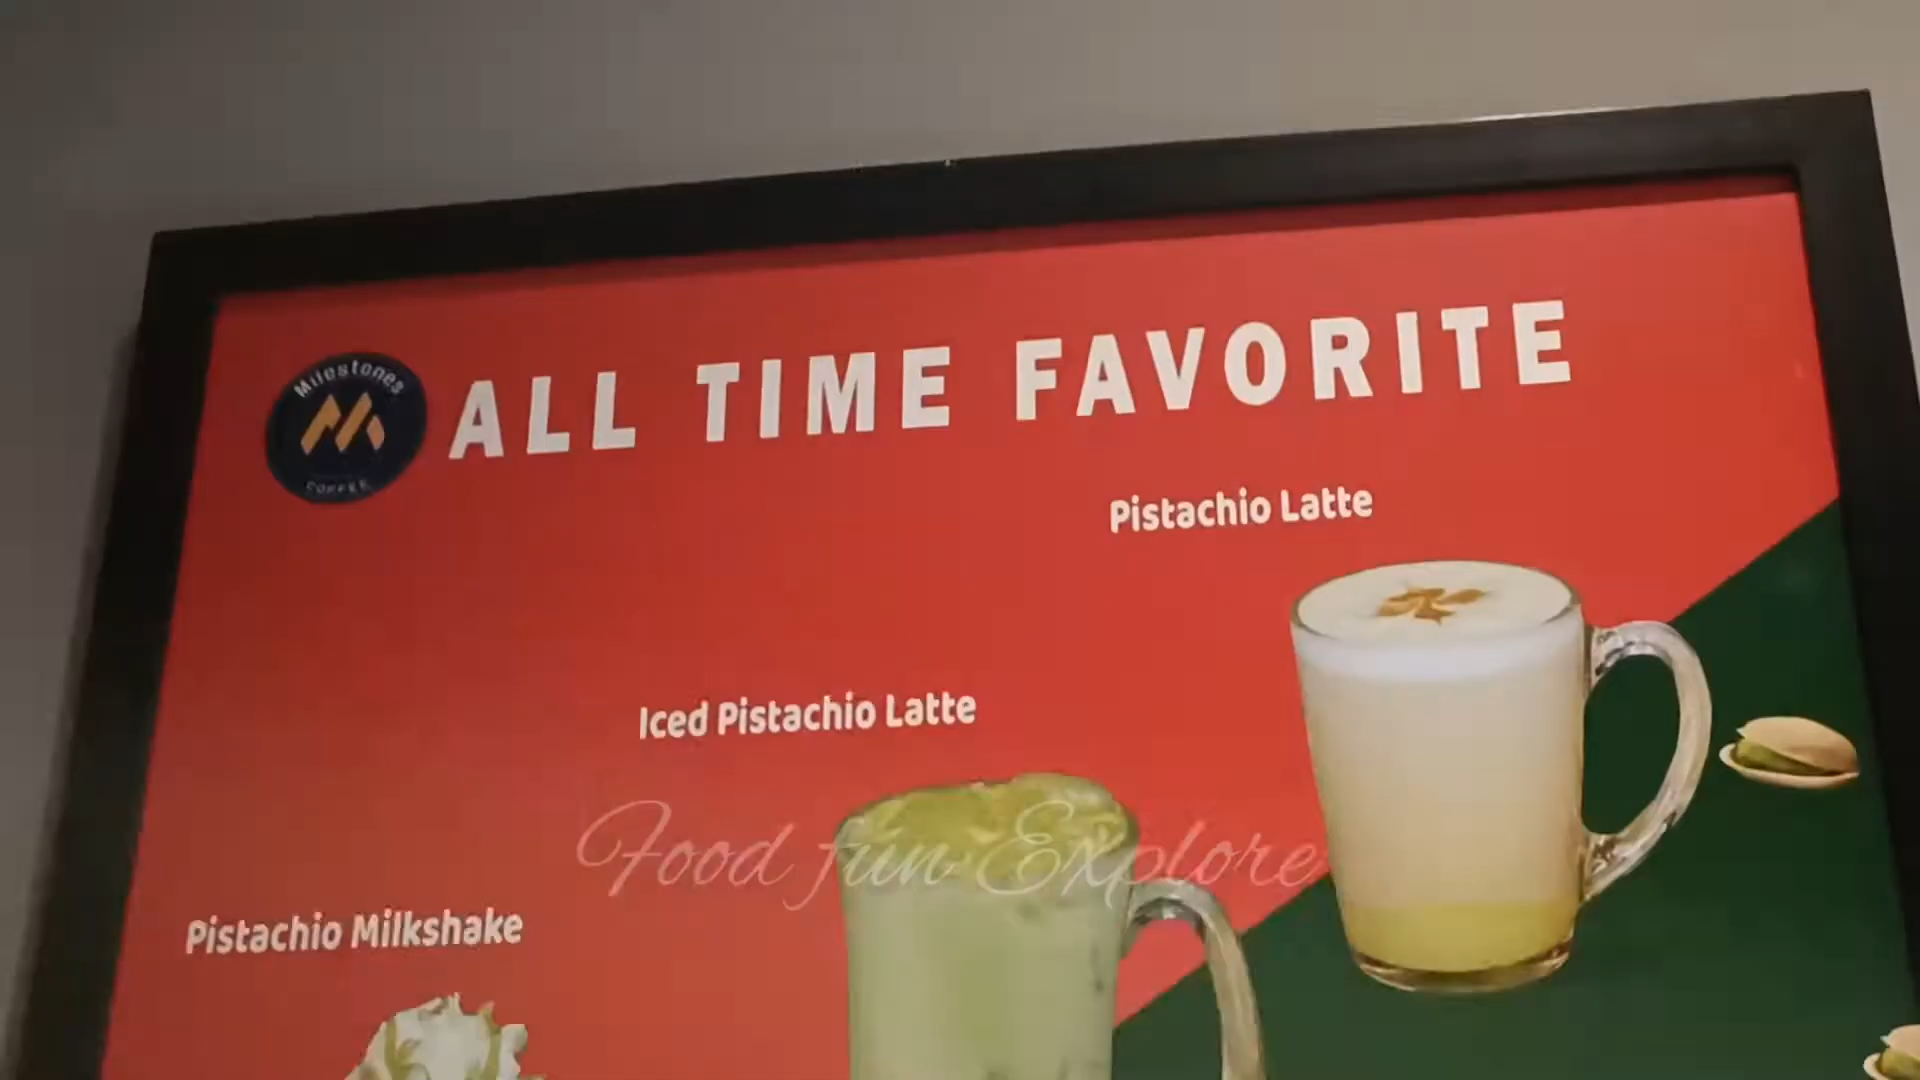 Milestones
COFFEE
ALL TIME FAVORITE
Pistachio Latte
Iced Pistachio Latte
Food fun Explore
Pistachio Milkshake